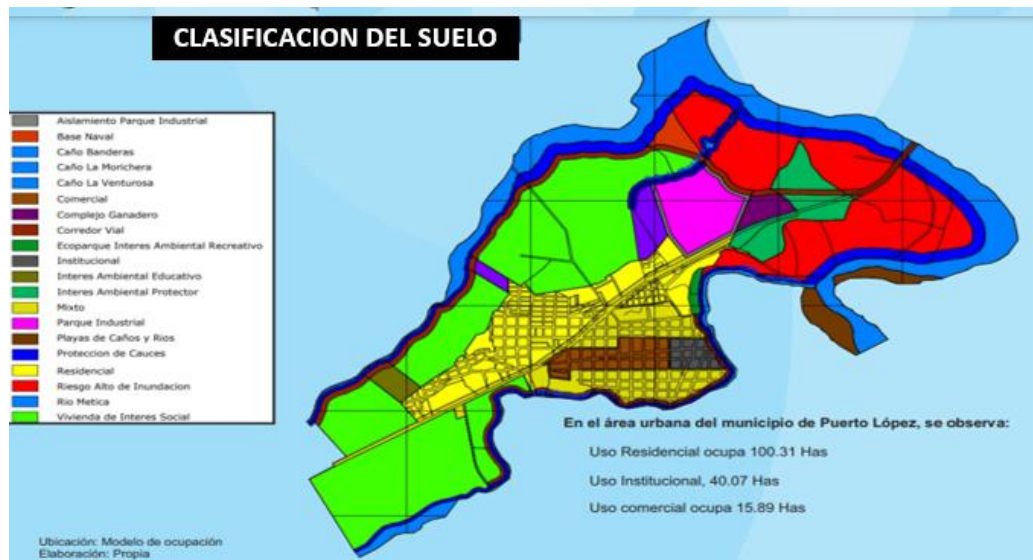 CLASIFICACION DEL SUELO
Aislamiento Parque Industrial
Base Naval
Caño Banderas
Caño La Morichera
Caño La Venturosa
Comercial
Complejo Ganadero
Corredor Vial
Ecoparque Interes Ambiental Recreativo
Institucional
Interes Ambiental Educativo
Interes Ambiental Protector
Mixto
Parque Industrial
Playas de Caños y Rios
Proteccion de Cauces
Residencial
Riesgo Alto de Inundacion
Rio Metica
Vivienda de Interes Social
En el área urbana del municipio de Puerto López, se observa:
Uso Residencial ocupa 100.31 Has
Uso Institucional, 40.07 Has
Uso comercial ocupa 15.89 Has
Ubicación: Modelo de ocupación
Elaboración: Propia